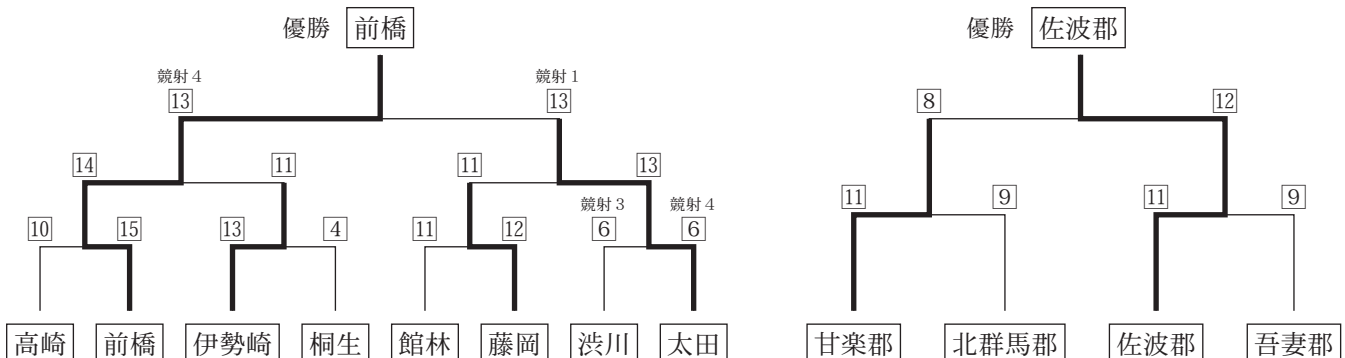 優勝 前橋 優勝 佐波郡
競射4 競射1
13 13 8 12
14 11 11 13
競射3 競射4
11 9 11 9
10 15 13 4 11 12 6 6
高崎 前橋 伊勢崎 桐生 館林 藤岡 渋川 太田 甘楽郡 北群馬郡 佐波郡 吾妻郡